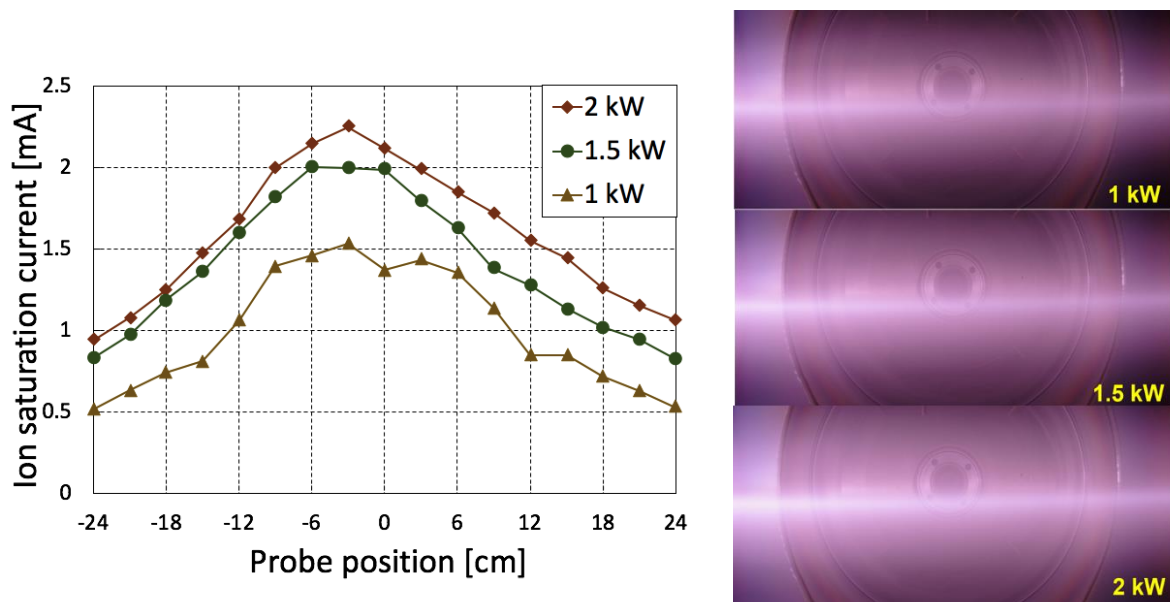 Ion saturation current [mA]
2.5
2
1.5
1
0.5
0
2 kW
1.5 kW
1 kW
-24 -18 -12 -6 0 6 12 18 24
Probe position [cm]
1 kW
1.5 kW
2 kW